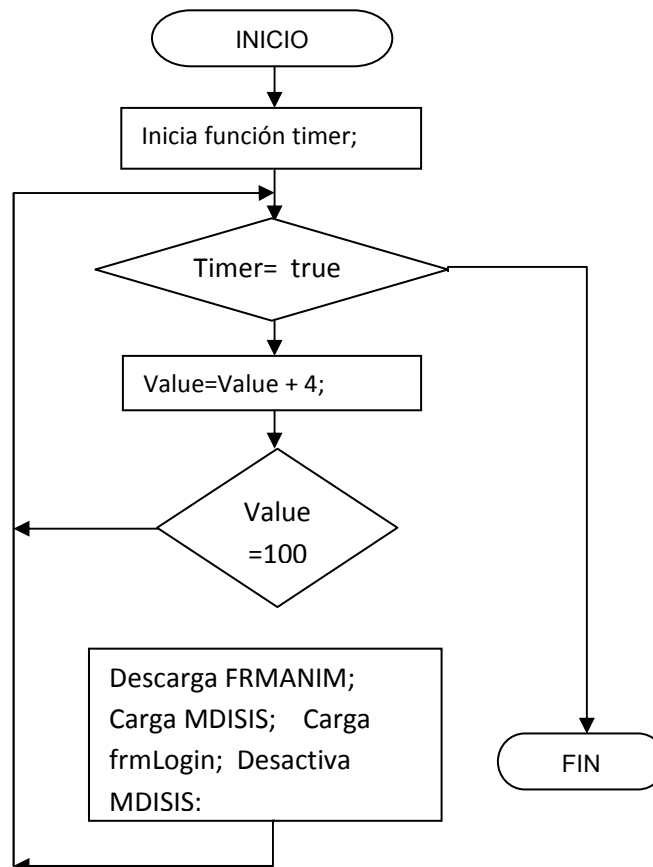 INICIO
Inicia función timer;
Timer=  true
Value=Value + 4;
Value
=100
Descarga FRMANIM;
Carga MDISIS;   Carga
frmLogin;  Desactiva
MDISIS:
FIN